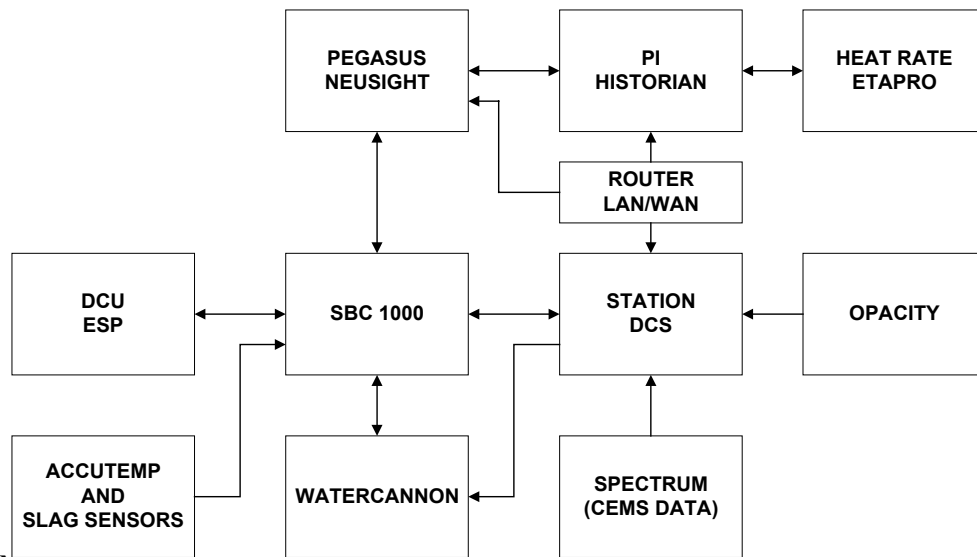 PEGASUS
NEUSIGHT
PI
HISTORIAN
HEAT RATE
ETAPRO
ROUTER
LAN/WAN
DCU
ESP
SBC 1000
STATION
DCS
OPACITY
ACCUTEMP
AND
SLAG SENSORS
WATERCANNON
SPECTRUM
(CEMS DATA)